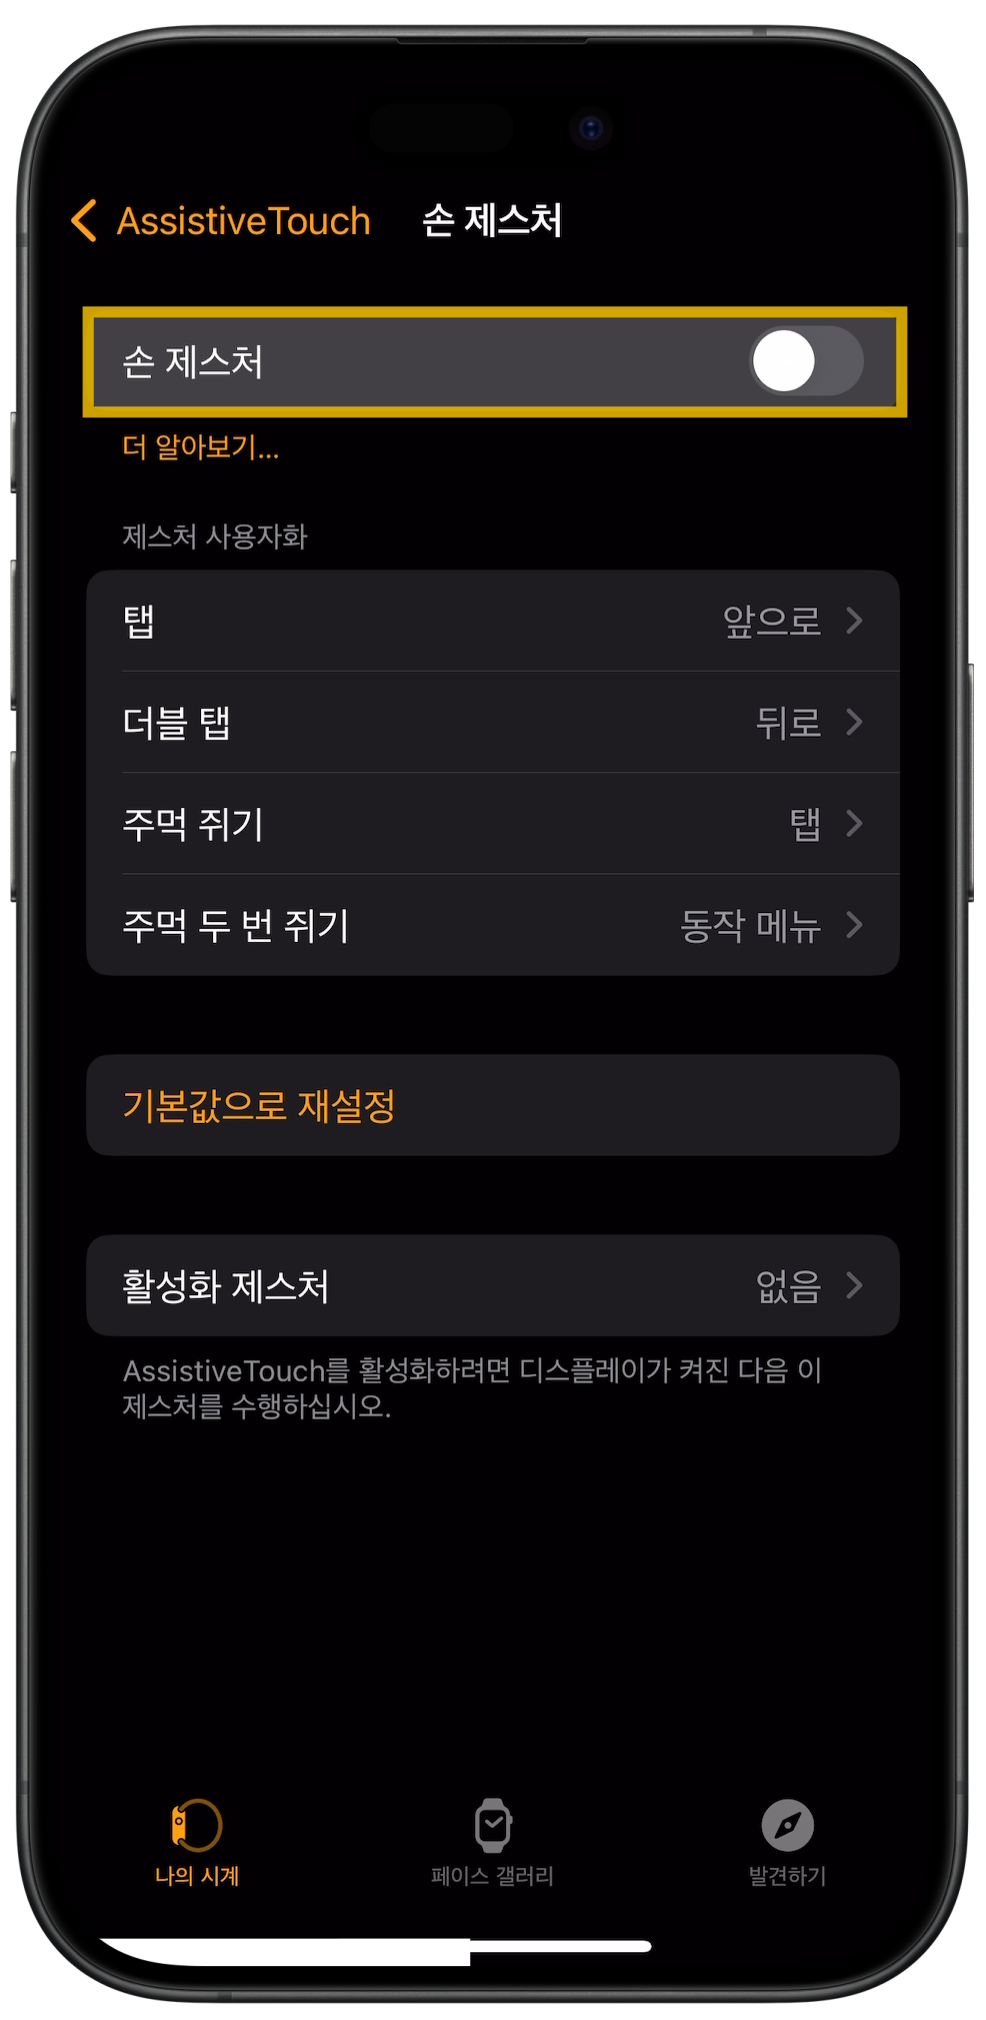 AssistiveTouch 손 제스처
손 제스처
더 알아보기...
제스처 사용자화
탭 앞으로
더블 탭 뒤로
주먹 쥐기 탭
주먹 두 번 쥐기 동작 메뉴
기본값으로 재설정
활성화 제스처 없음
AssistiveTouch를 활성화하려면 디스플레이가 켜진 다음 이
제스처를 수행하십시오.
나의 시계 페이스 갤러리 발견하기